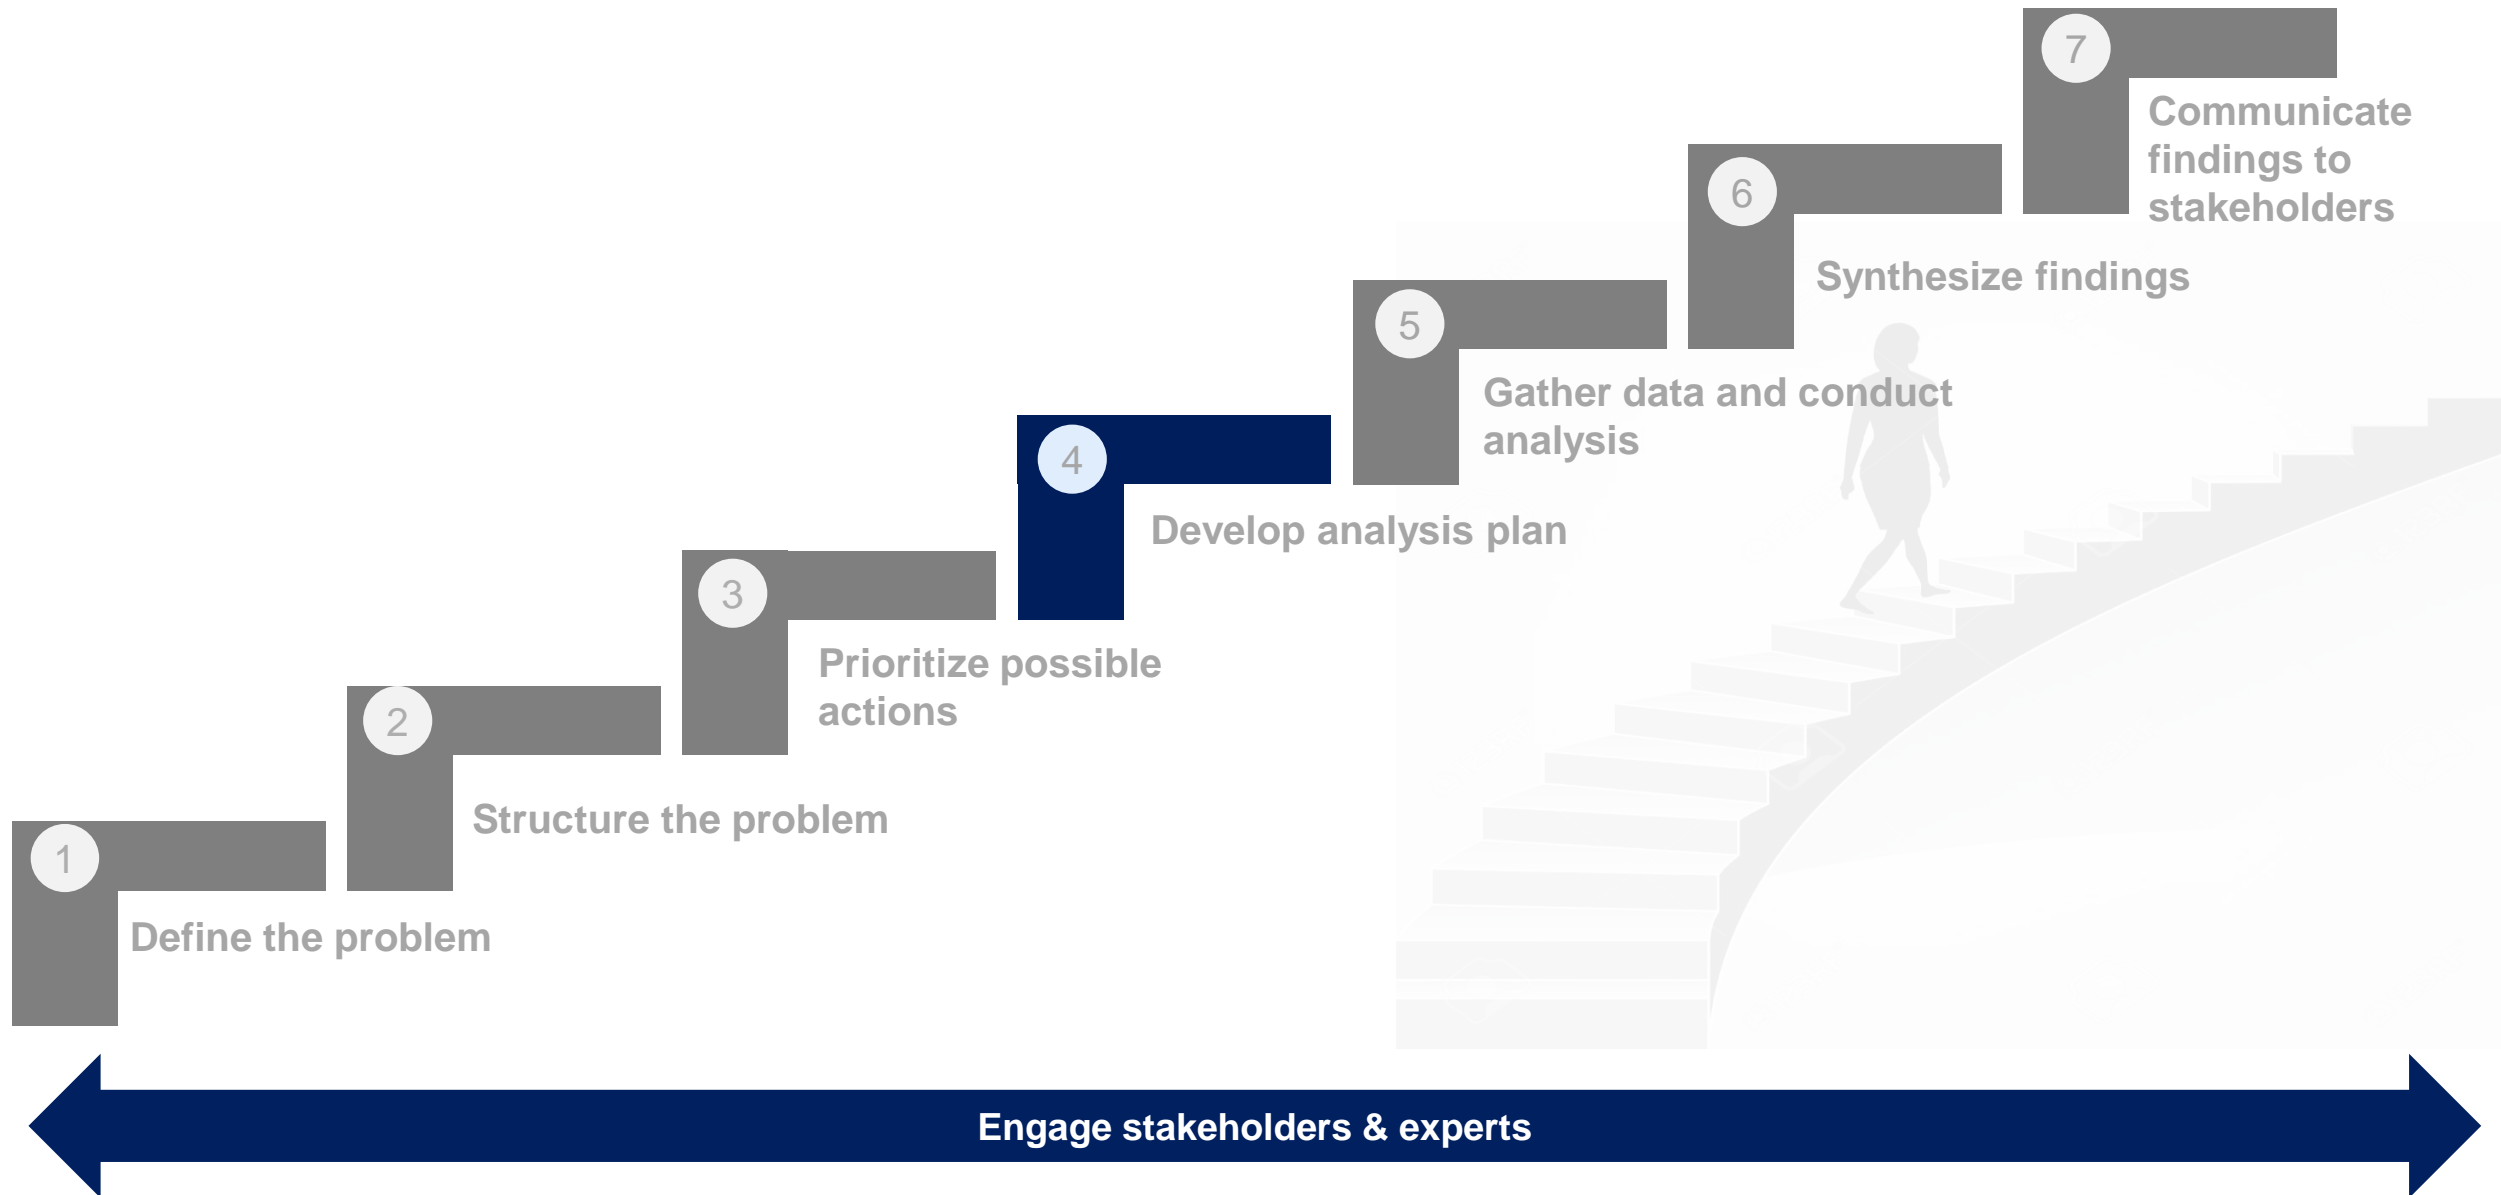 1
Define the problem
2
Structure the problem
3
Prioritize possible
actions
4
Develop analysis plan
5
Gather data and conduct
analysis
6
Synthesize findings
7
Communicate
findings to
stakeholders
Engage stakeholders & experts